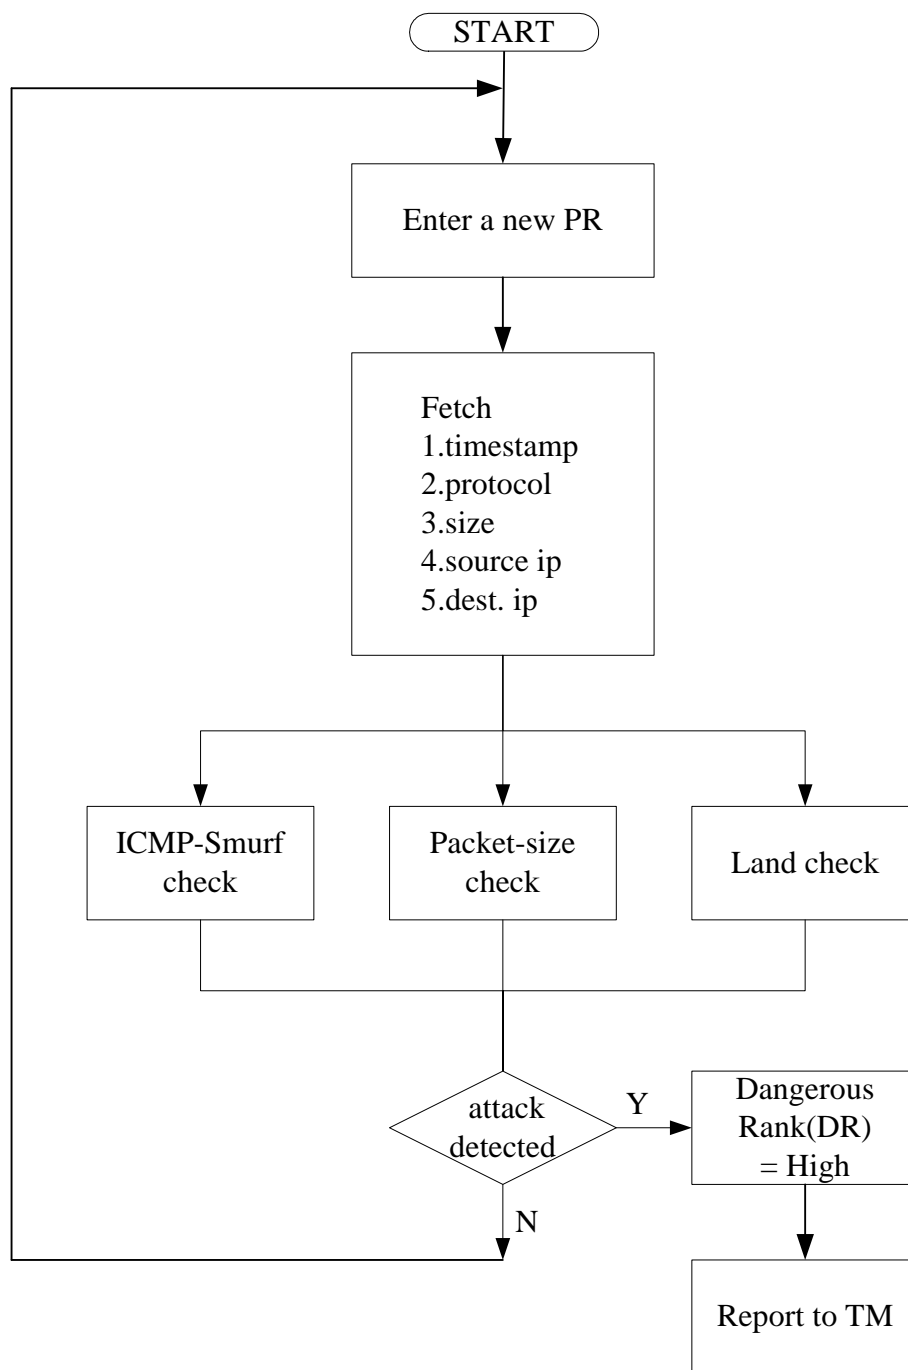 START
Enter a new PR
Fetch
1.timestamp
2.protocol
3.size
4.source ip
5.dest. ip
ICMP-Smurf
check
Packet-size
check
Land check
attack
detected
Y
Dangerous
Rank(DR)
= High
N
Report to TM